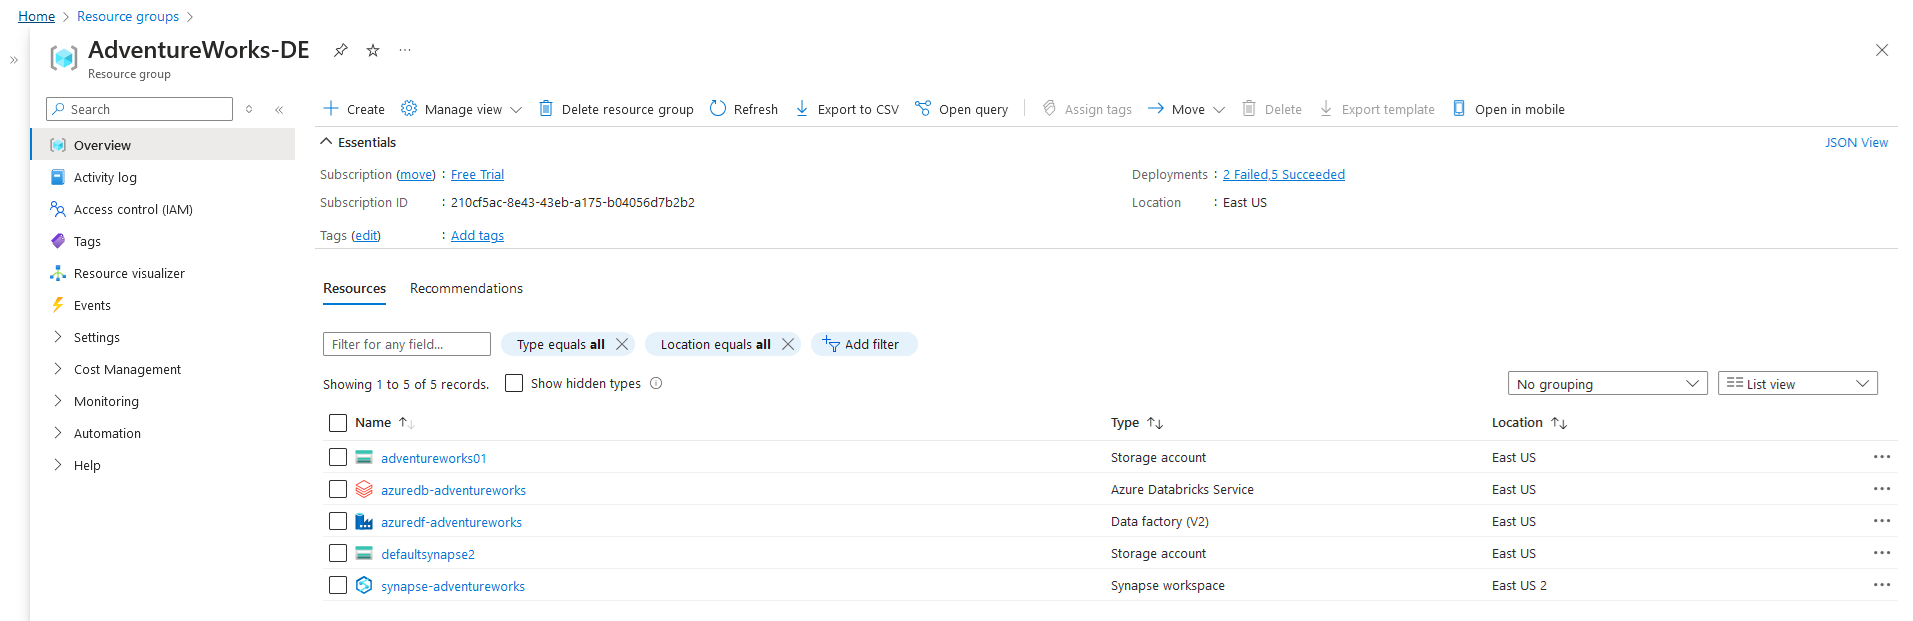 Home > Resource groups >
AdventureWorks-DE
Resource group
Search
Overview
Activity log
Access control (IAM)
Tags
Resource visualizer
Events
Settings
Cost Management
Monitoring
Automation
Help
Create Manage view Delete resource group Refresh Export to CSV Open query Assign tags Move Delete Export template Open in mobile
Essentials JSON View
Subscription (move) : Free Trial Deployments : 2 Failed,5 Succeeded
Subscription ID : 210cf5ac-8e43-43eb-a175-b04056d7b2b2 Location : East US
Tags (edit) : Add tags
Resources Recommendations
Filter for any field... Type equals all Location equals all Add filter
Showing 1 to 5 of 5 records. Show hidden types No grouping List view
Name Type Location
adventureworks01 Storage account East US
azuredb-adventureworks Azure Databricks Service East US
azuredf-adventureworks Data factory (V2) East US
defaultsynapse2 Storage account East US
synapse-adventureworks Synapse workspace East US 2